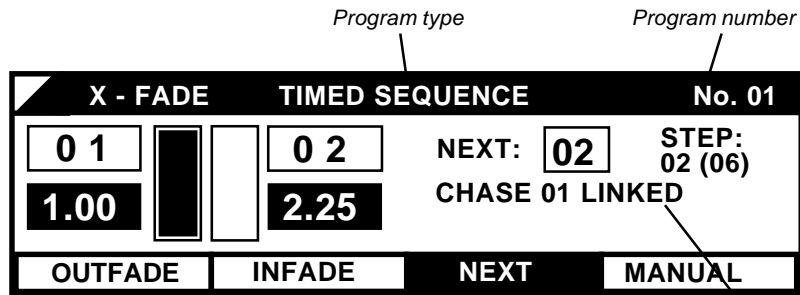 Program type Program number
X - FADE TIMED SEQUENCE No. 01
0 1 0 2 NEXT: 02 STEP:
02 (06)
1.00 2.25 CHASE 01 LINKED
OUTFADE INFADE NEXT MANUAL